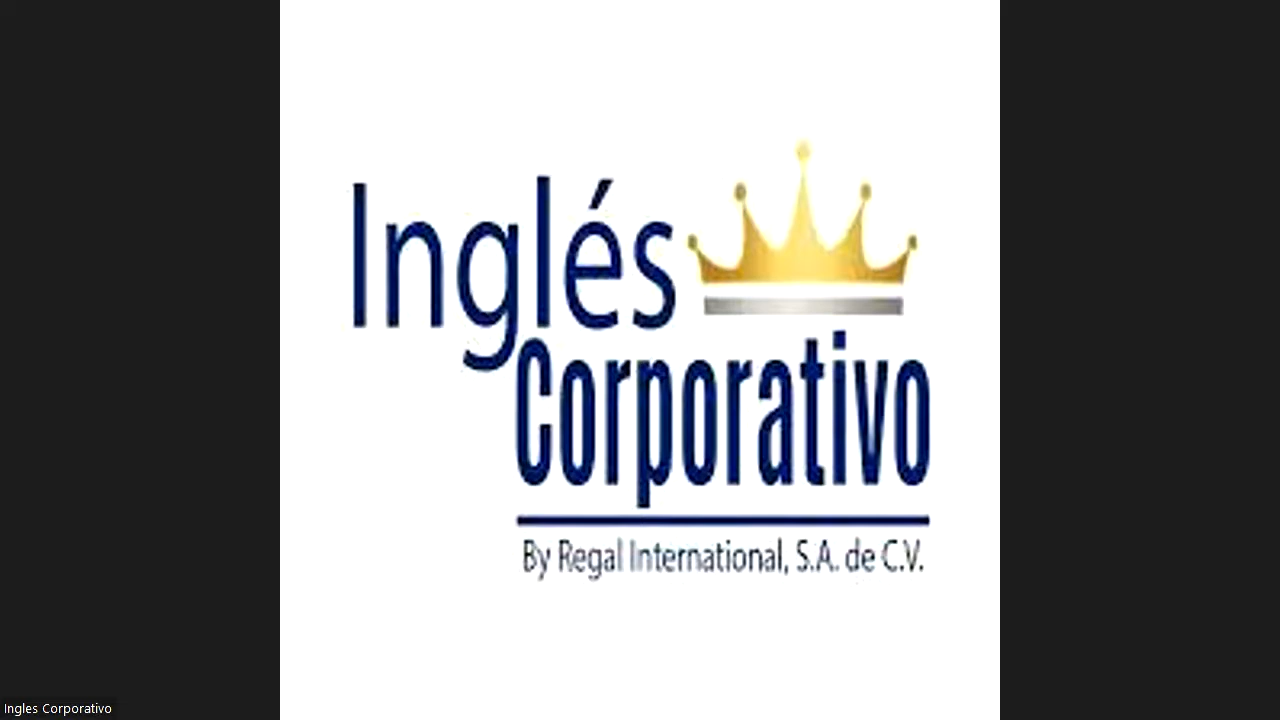 Inglés
Corporativo
By Regal International, S.A. de C.V.
Ingles Corporativo